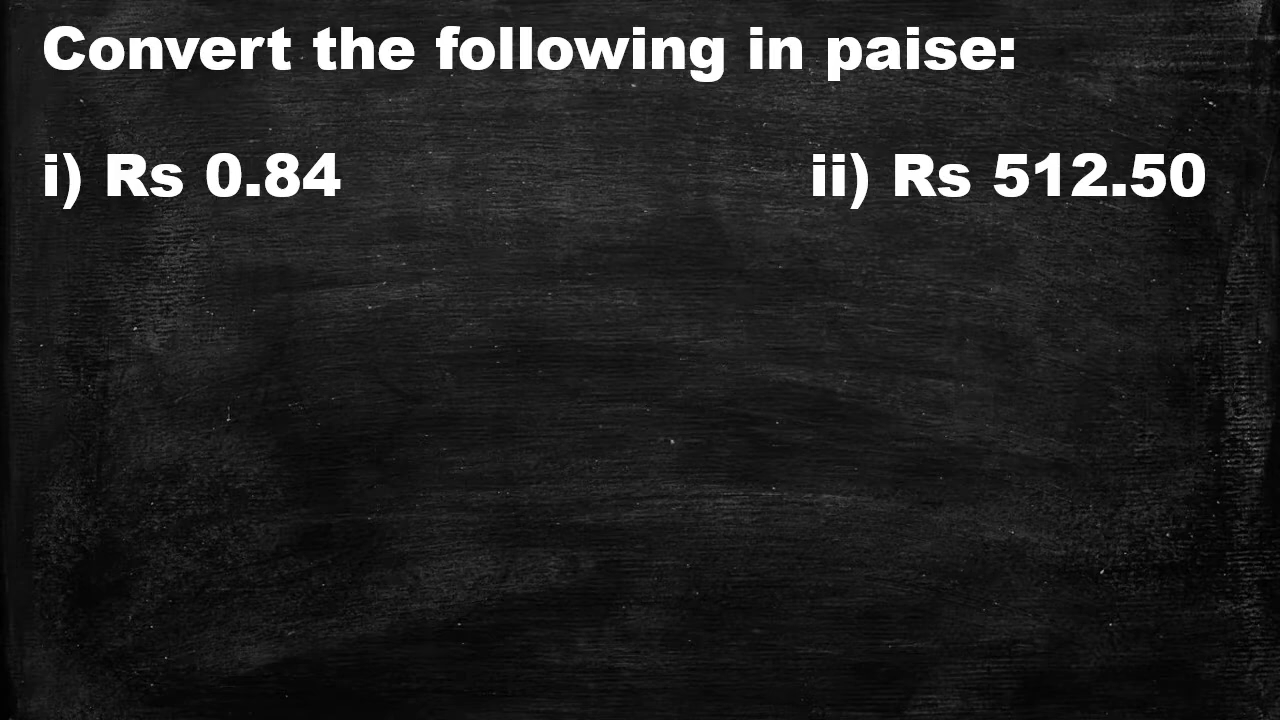 Convert the following in paise:
i) Rs 0.84 ii) Rs 512.50